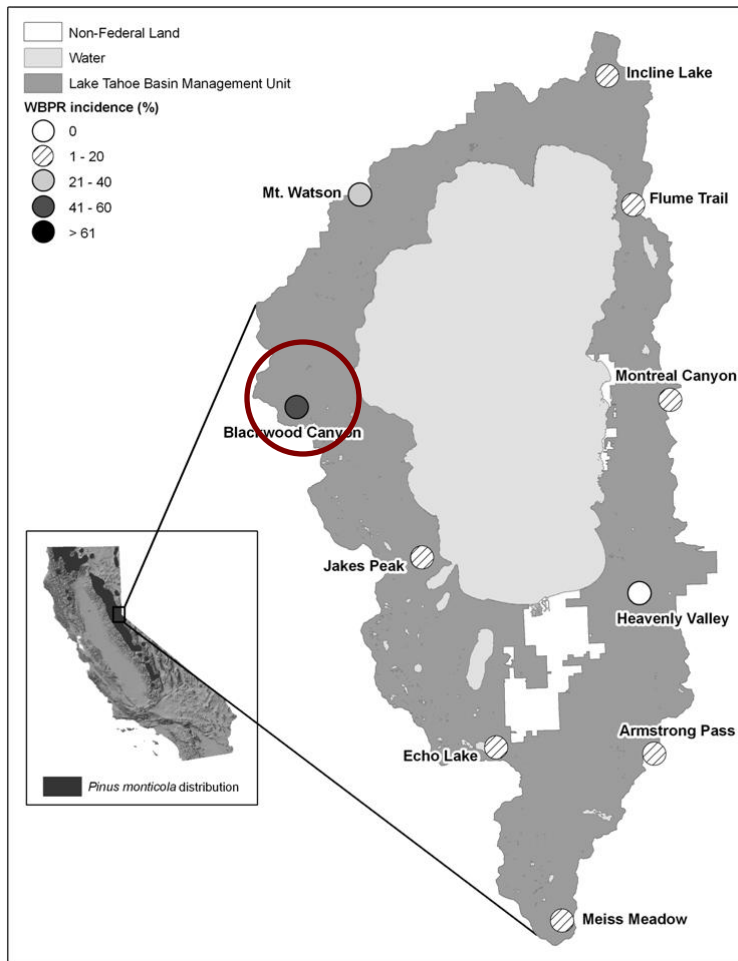 Non-Federal Land
Water
Lake Tahoe Basin Management Unit
WBPR incidence (%)
0
1 - 20
21 - 40
41 - 60
> 61
Incline Lake
Mt. Watson
Flume Trail
Montreal Canyon
Blackwood Canyon
Jakes Peak
Heavenly Valley
Armstrong Pass
Echo Lake
Pinus monticola distribution
Meiss Meadow